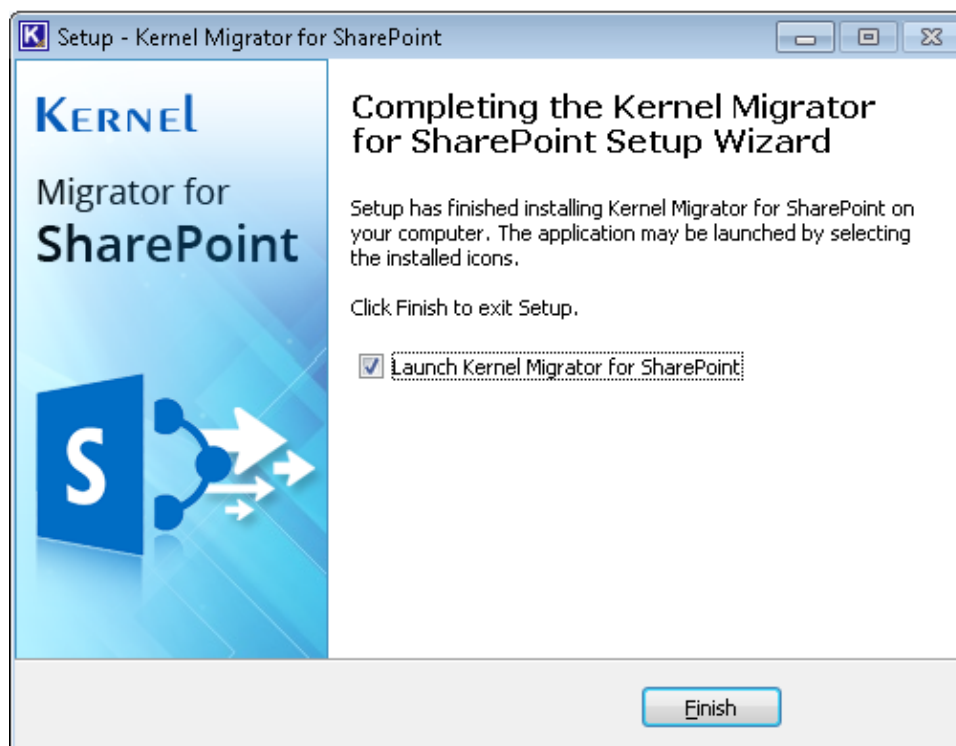 Setup - Kernel Migrator for SharePoint
KERNEl
Migrator for
SharePoint
S
Completing the Kernel Migrator
for SharePoint Setup Wizard
Setup has finished installing Kernel Migrator for SharePoint on
your computer. The application may be launched by selecting
the installed icons.
Click Finish to exit Setup.
Launch Kernel Migrator for SharePoint
Finish